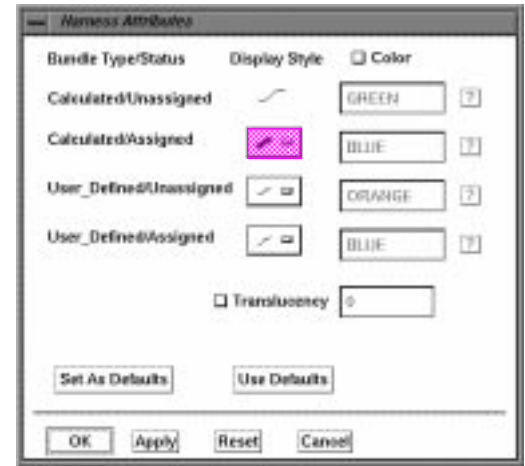 Harness Attributes
Bundle Type/Status Display Style Color
Calculated/Unassigned GREEN ?
Calculated/Assigned BLUE ?
User_Defined/Unassigned ORANGE ?
User_Defined/Assigned BLUE ?
Translucency 0
Set As Defaults Use Defaults
OK Apply Reset Cancel